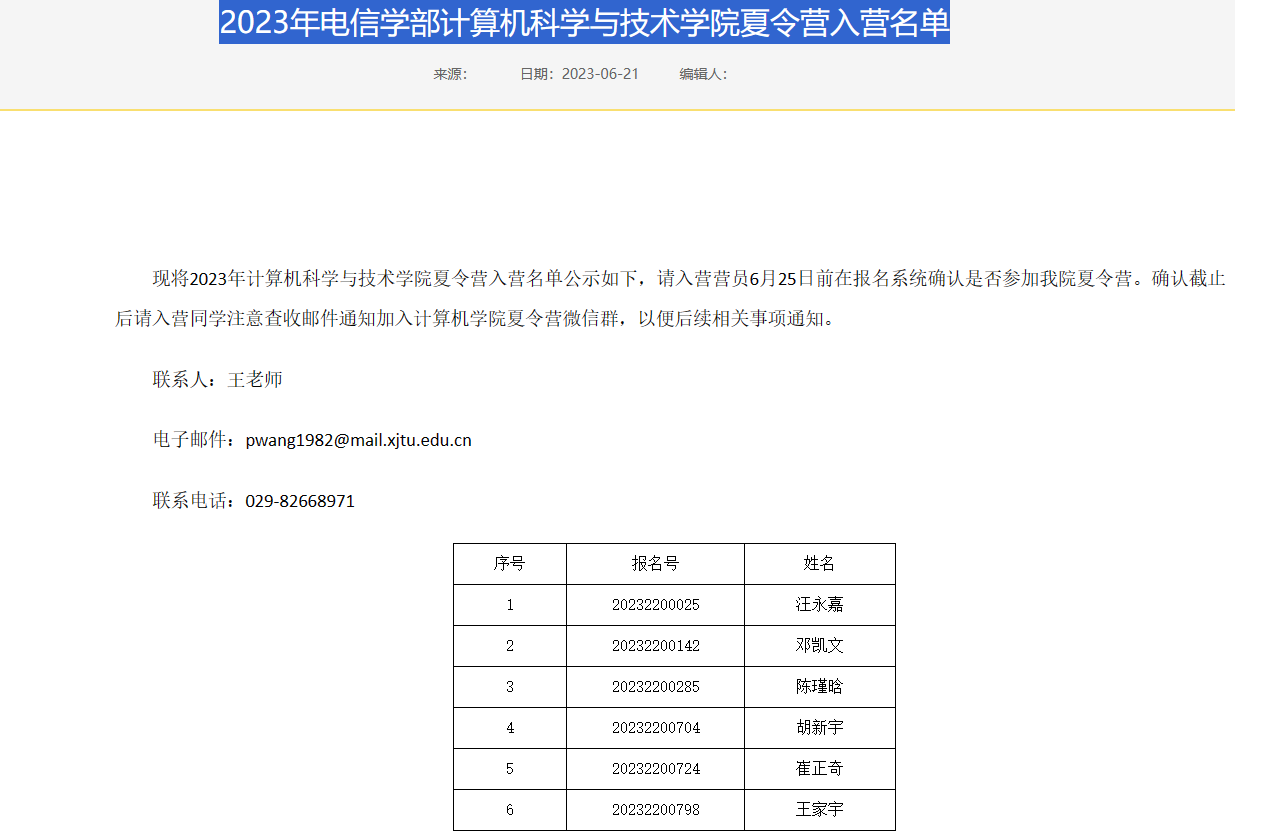 2023年电信学部计算机科学与技术学院夏令营入营名单
来源： 日期：2023-06-21 编辑人：
现将2023年计算机科学与技术学院夏令营入营名单公示如下，请入营营员6月25日前在报名系统确认是否参加我院夏令营。确认截止
后请入营同学注意查收邮件通知加入计算机学院夏令营微信群，以便后续相关事项通知。
联系人：王老师
电子邮件：pwang1982@mail.xjtu.edu.cn
联系电话：029-82668971
序号 报名号 姓名
1 20232200025 汪永嘉
2 20232200142 邓凯文
3 20232200285 陈瑾晗
4 20232200704 胡新宇
5 20232200724 崔正奇
6 20232200798 王家宇